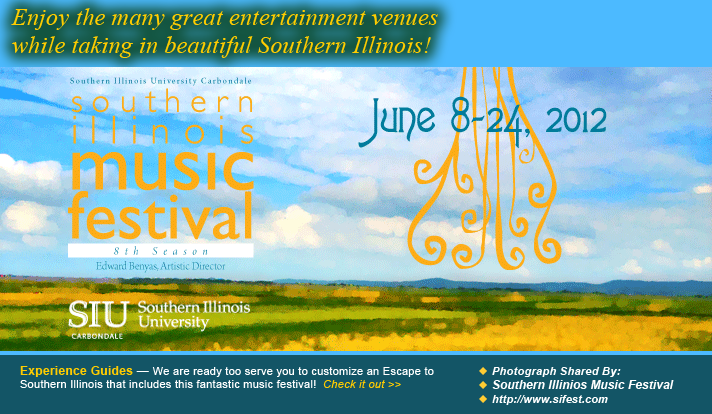 Enjoy the many great entertainment venues
while taking in beautiful Southern Illinois!
Southern Illinois University Carbondale
southern
illinois
music
festival
8th Season
Edward Benyas, Artistic Director
June 8-24, 2012
SIU Southern Illinois
University
CARBONDALE
Experience Guides — We are ready too serve you to customize an Escape to
Southern Illinois that includes this fantastic music festival! Check it out >>
◆ Photograph Shared By:
◆ Southern Illinios Music Festival
◆ http://www.sifest.com